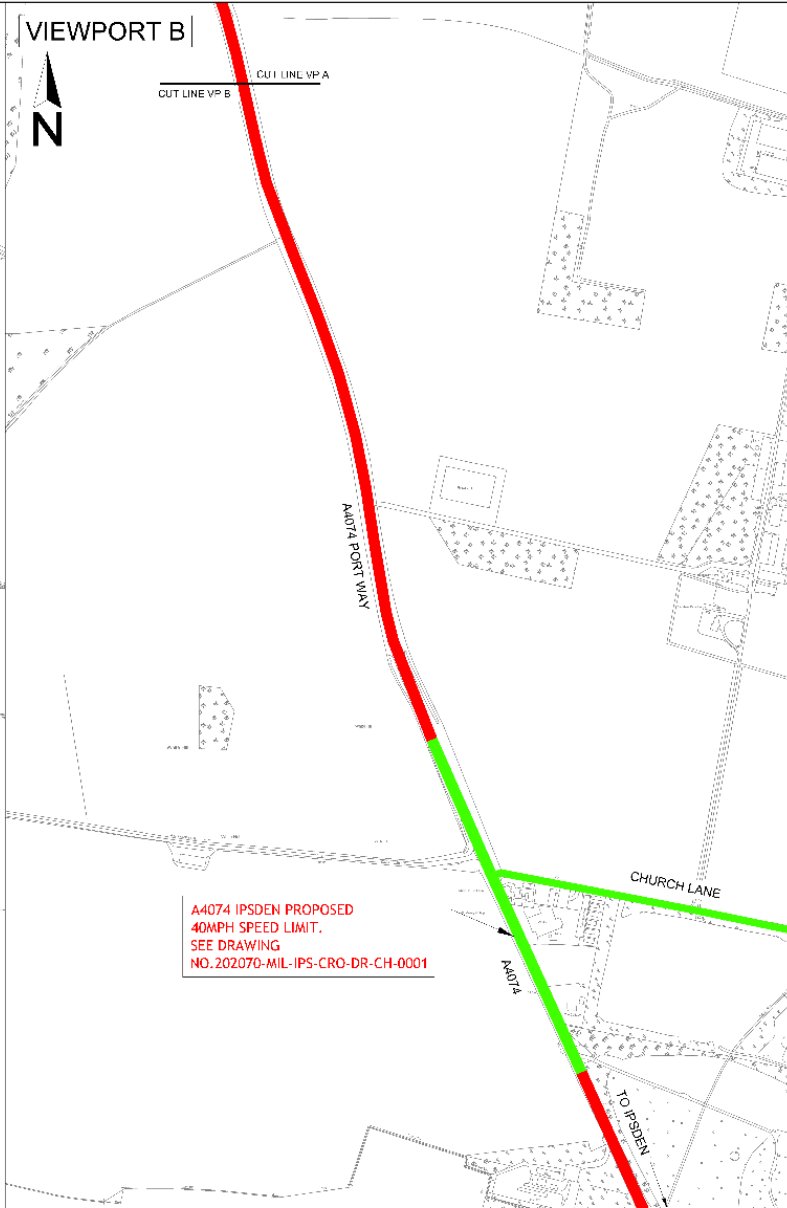 VIEWPORT B
CUT LINE VP A
CUT LINE VP B
N
A4074 PORT WAY
CHURCH LANE
A4074 IPSDEN PROPOSED
40MPH SPEED LIMIT.
SEE DRAWING
NO.202070-MIL-IPS-CRO-DR-CH-0001
A4074
TO IPSDEN